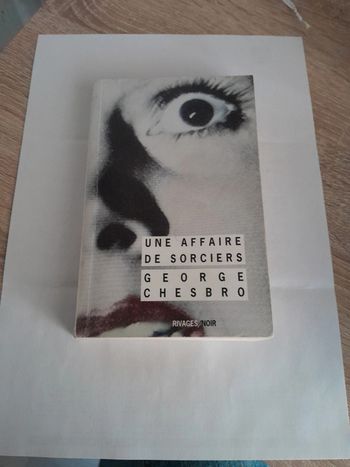 UNE AFFAIRE
DE SORCIERS
GEORGE
CHESBRO
RIVAGES/NOIR